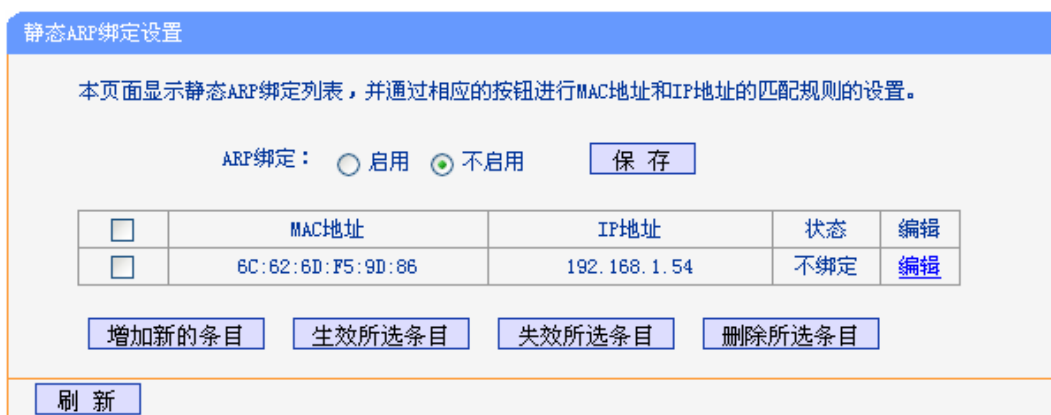 静态ARP绑定设置
本页面显示静态ARP绑定列表，并通过相应的按钮进行MAC地址和IP地址的匹配规则的设置。
ARP绑定： 启用 不启用 保 存
MAC地址 IP地址 状态 编辑
6C:62:6D:F5:9D:86 192.168.1.54 不绑定 编辑
增加新的条目 生效所选条目 失效所选条目 删除所选条目
刷 新